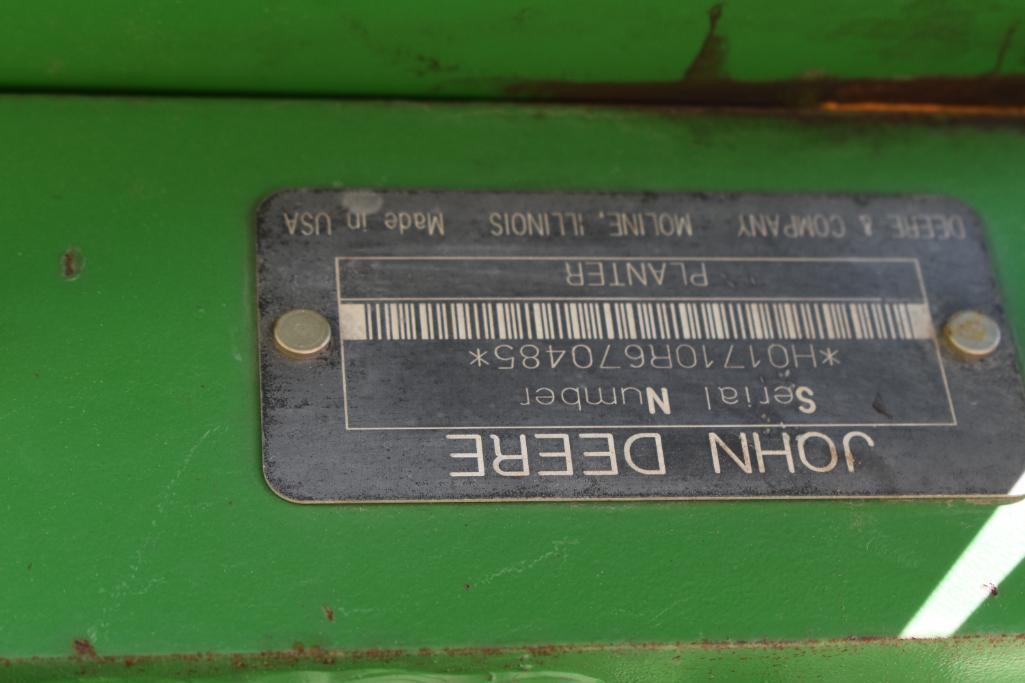 JOHN DEERE
Serial Number
*H01710R670485*
PLANTER
DEERE & COMPANY MOLINE, ILLINOIS Made in USA